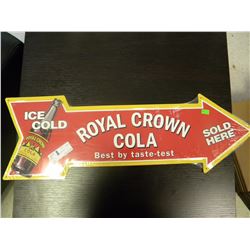 ICE
COLD
ROYAL CROWN
COLA
Best by taste-test
SOLD
HERE